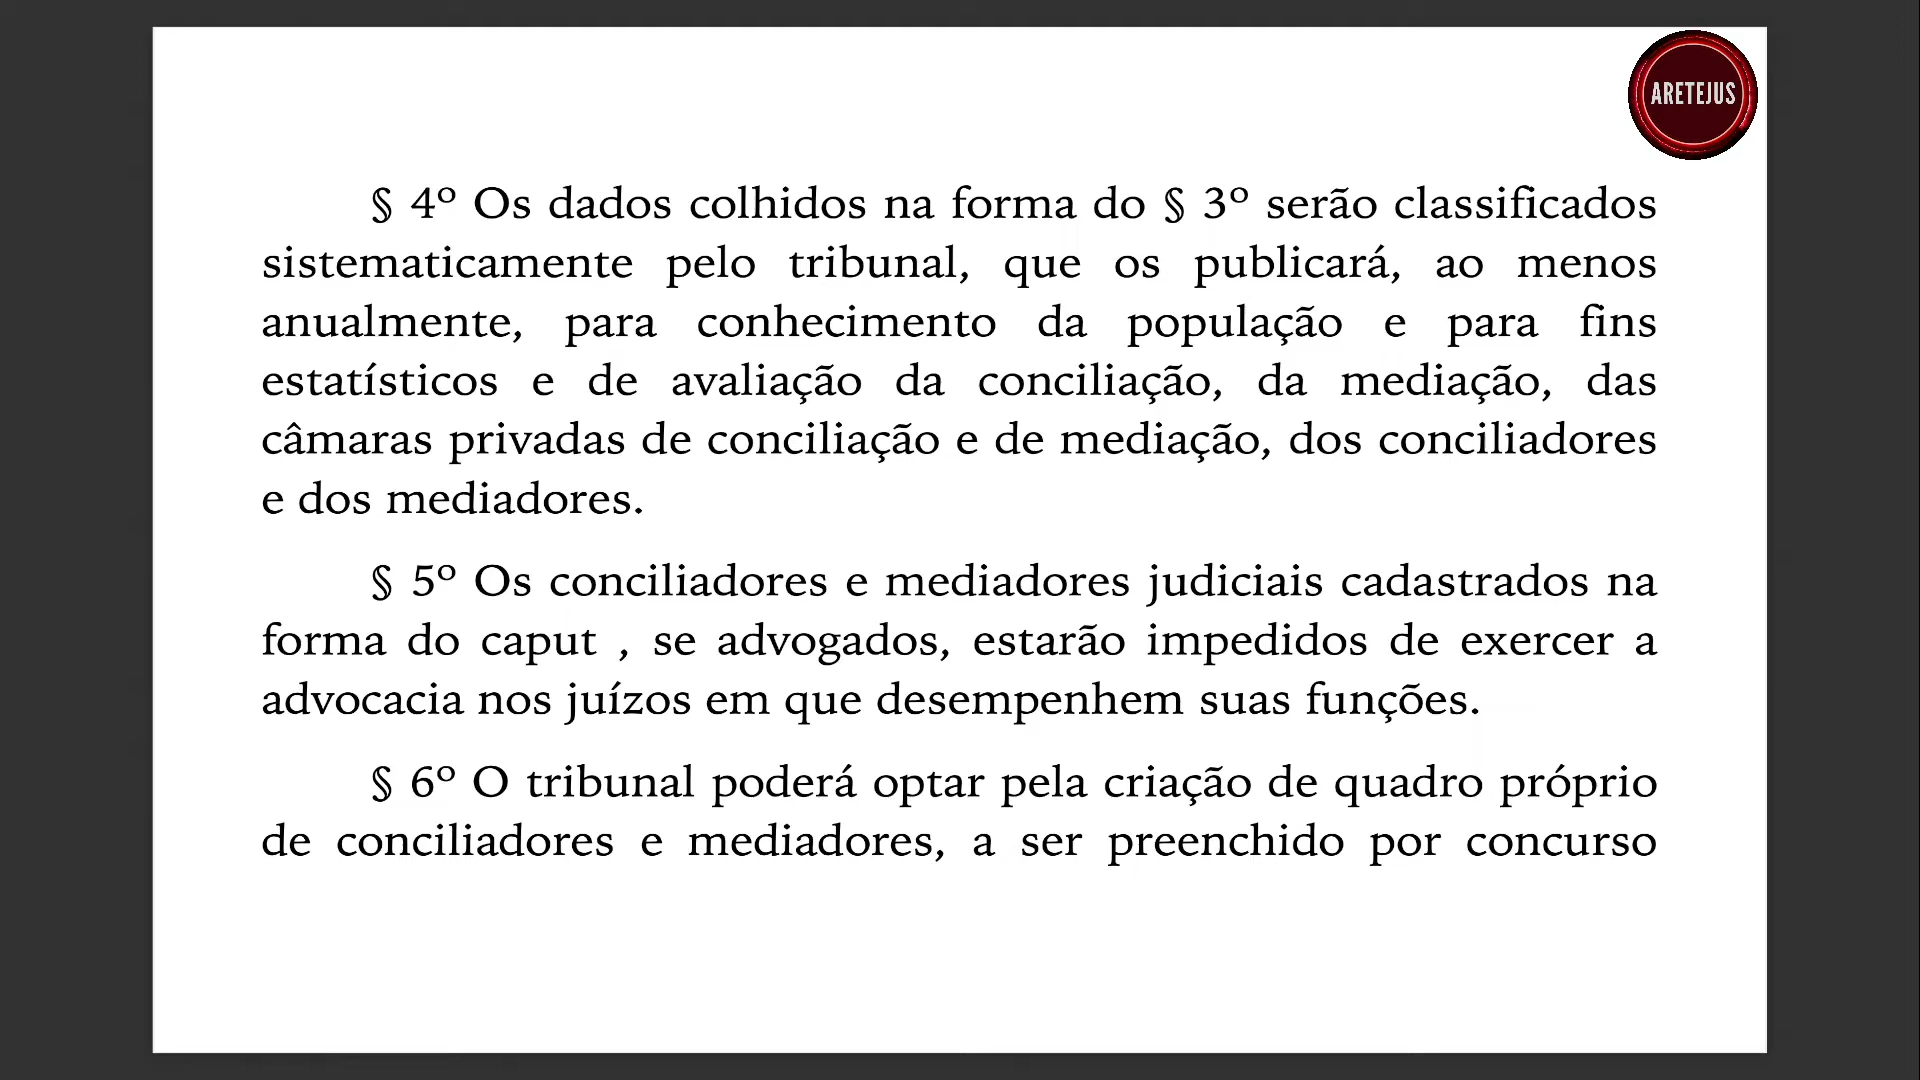 ARETEJUS
§ 4º Os dados colhidos na forma do § 3º serão classificados
sistematicamente pelo tribunal, que os publicará, ao menos
anualmente, para conhecimento da população e para fins
estatísticos e de avaliação da conciliação, da mediação, das
câmaras privadas de conciliação e de mediação, dos conciliadores
e dos mediadores.
§ 5º Os conciliadores e mediadores judiciais cadastrados na
forma do caput , se advogados, estarão impedidos de exercer a
advocacia nos juízos em que desempenhem suas funções.
§ 6º O tribunal poderá optar pela criação de quadro próprio
de conciliadores e mediadores, a ser preenchido por concurso